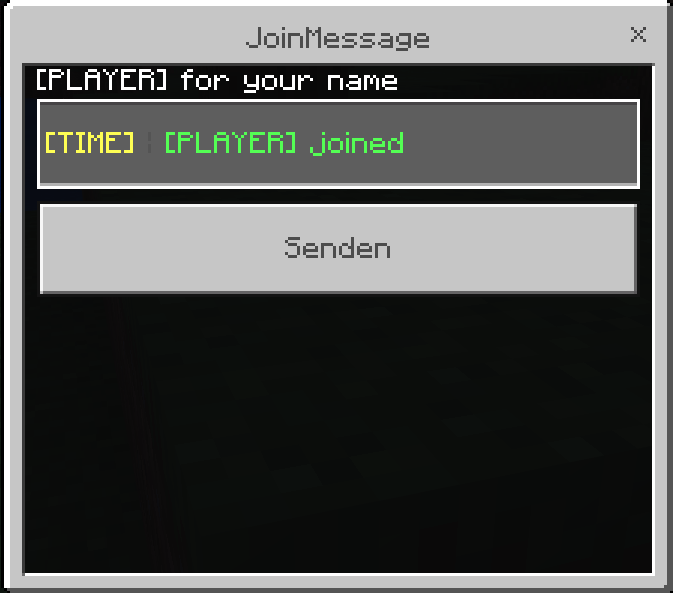 JoinMessage
[PLAYER] for your name
[TIME] ¦ [PLAYER] joined
Senden